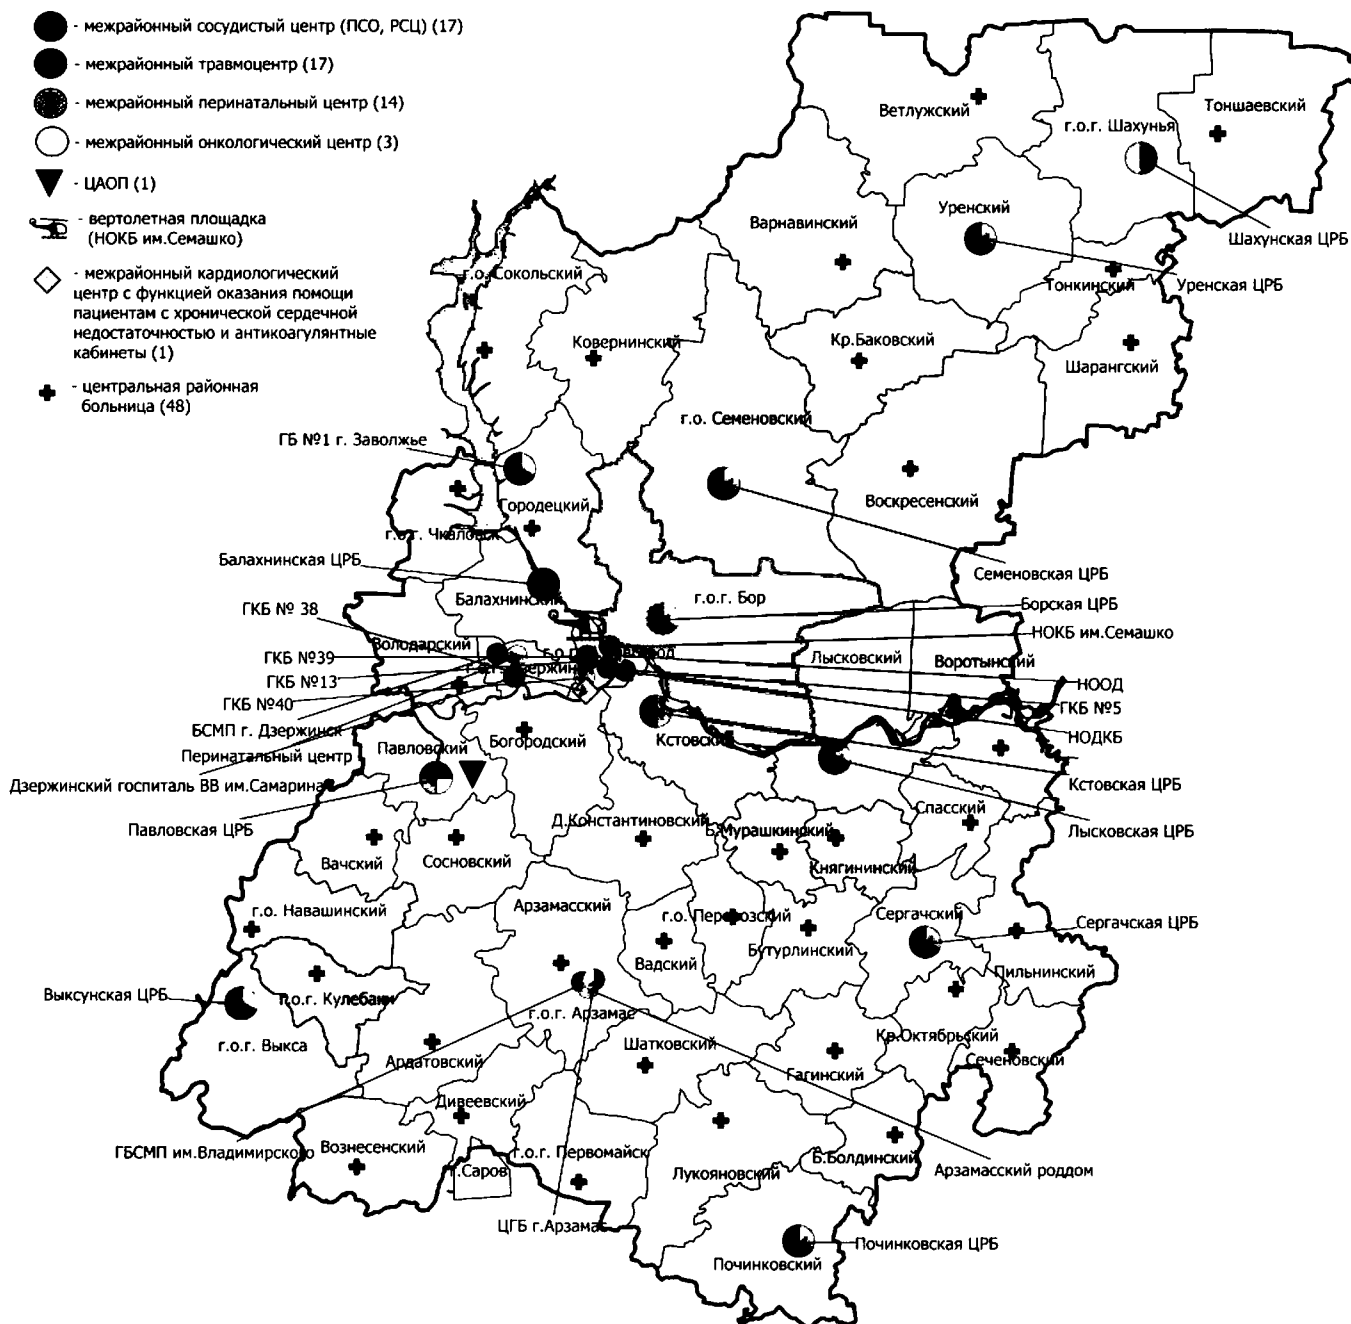 - межрайонный сосудистый центр (ПСО, РСЦ) (17)
- межрайонный травмоцентр (17)
- межрайонный перинатальный центр (14)
- межрайонный онкологический центр (3)
- ЦАОП (1)
- вертолетная площадка
(НОКБ им.Семашко)
- межрайонный кардиологический
центр с функцией оказания помощи
пациентам с хронической сердечной
недостаточностью и антикоагулянтные
кабинеты (1)
- центральная районная
больница (48)
Ветлужский
Тоншаевский
г.о.г. Шахунья
Варнавинский
Уренский
Шахунская ЦРБ
г.о. Сокольский
Тонкинский
Уренская ЦРБ
Ковернинский
Кр.Баковский
Шарангский
г.о. Семеновский
ГБ №1 г. Заволжье
Городецкий
Воскресенский
г.о.г. Чкаловск
Балахнинская ЦРБ
Семеновская ЦРБ
Балахнинский
г.о.г. Бор
Борская ЦРБ
ГКБ № 38
НОКБ им.Семашко
Володарский
Лысковский
Воротынский
ГКБ №39
НООД
ГКБ №13
ГКБ №40
ГКБ №5
БСМП г. Дзержинск
НОДКБ
Павловский
Богородский
Кстовский
Перинатальный центр
Дзержинский госпиталь ВВ им.Самарина
Кстовская ЦРБ
Павловская ЦРБ
Спасский
Д.Константиновский
Б.Мурашкинский
Лысковская ЦРБ
Вачский
Сосновский
Княгининский
г.о. Навашинский
Арзамасский
г.о. Перевозский
Сергачский
Сергачская ЦРБ
Вадский
Бутурлинский
Пильнинский
Выксунская ЦРБ
г.о.г. Кулебаки
г.о.г. Арзамас
г.о.г. Выкса
Шатковский
Кр.Октябрьский
Ардатовский
Гагинский
Сеченовский
Дивеевский
ГБСМП им.Владимирского
Вознесенский
г.о.г. Первомайск
г.Саров
Лукояновский
Б.Болдинский
Арзамасский роддом
ЦГБ г.Арзамас
Починковская ЦРБ
Починковский